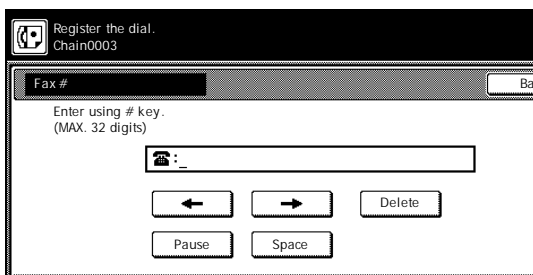 Register the dial.
Chain0003
Fax #
Enter using # key.
(MAX. 32 digits)
:_
Delete
Pause
Space